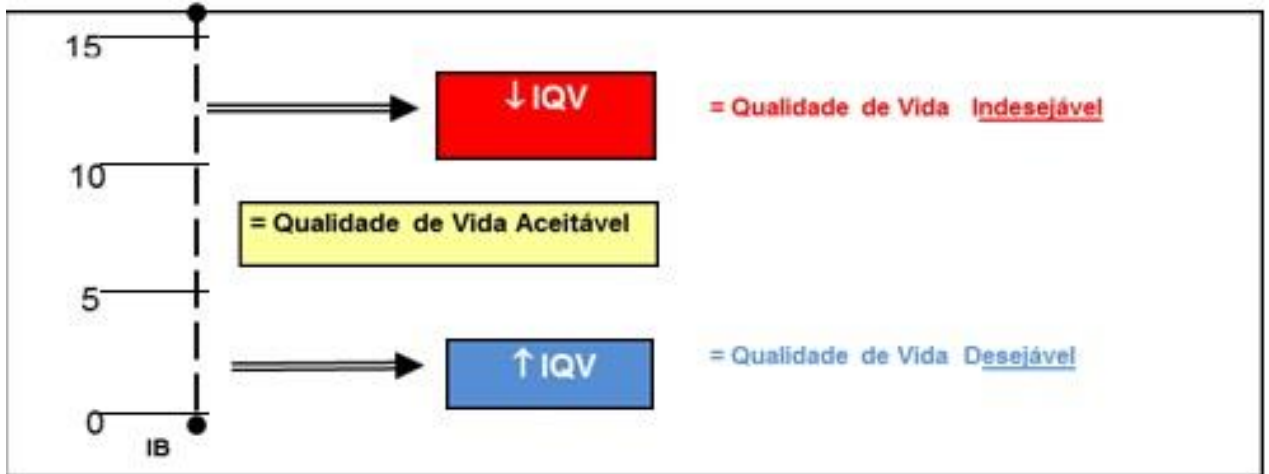 15
↓ IQV
= Qualidade de Vida Indesejável
10
= Qualidade de Vida Aceitável
5
↑ IQV
= Qualidade de Vida Desejável
0
IB